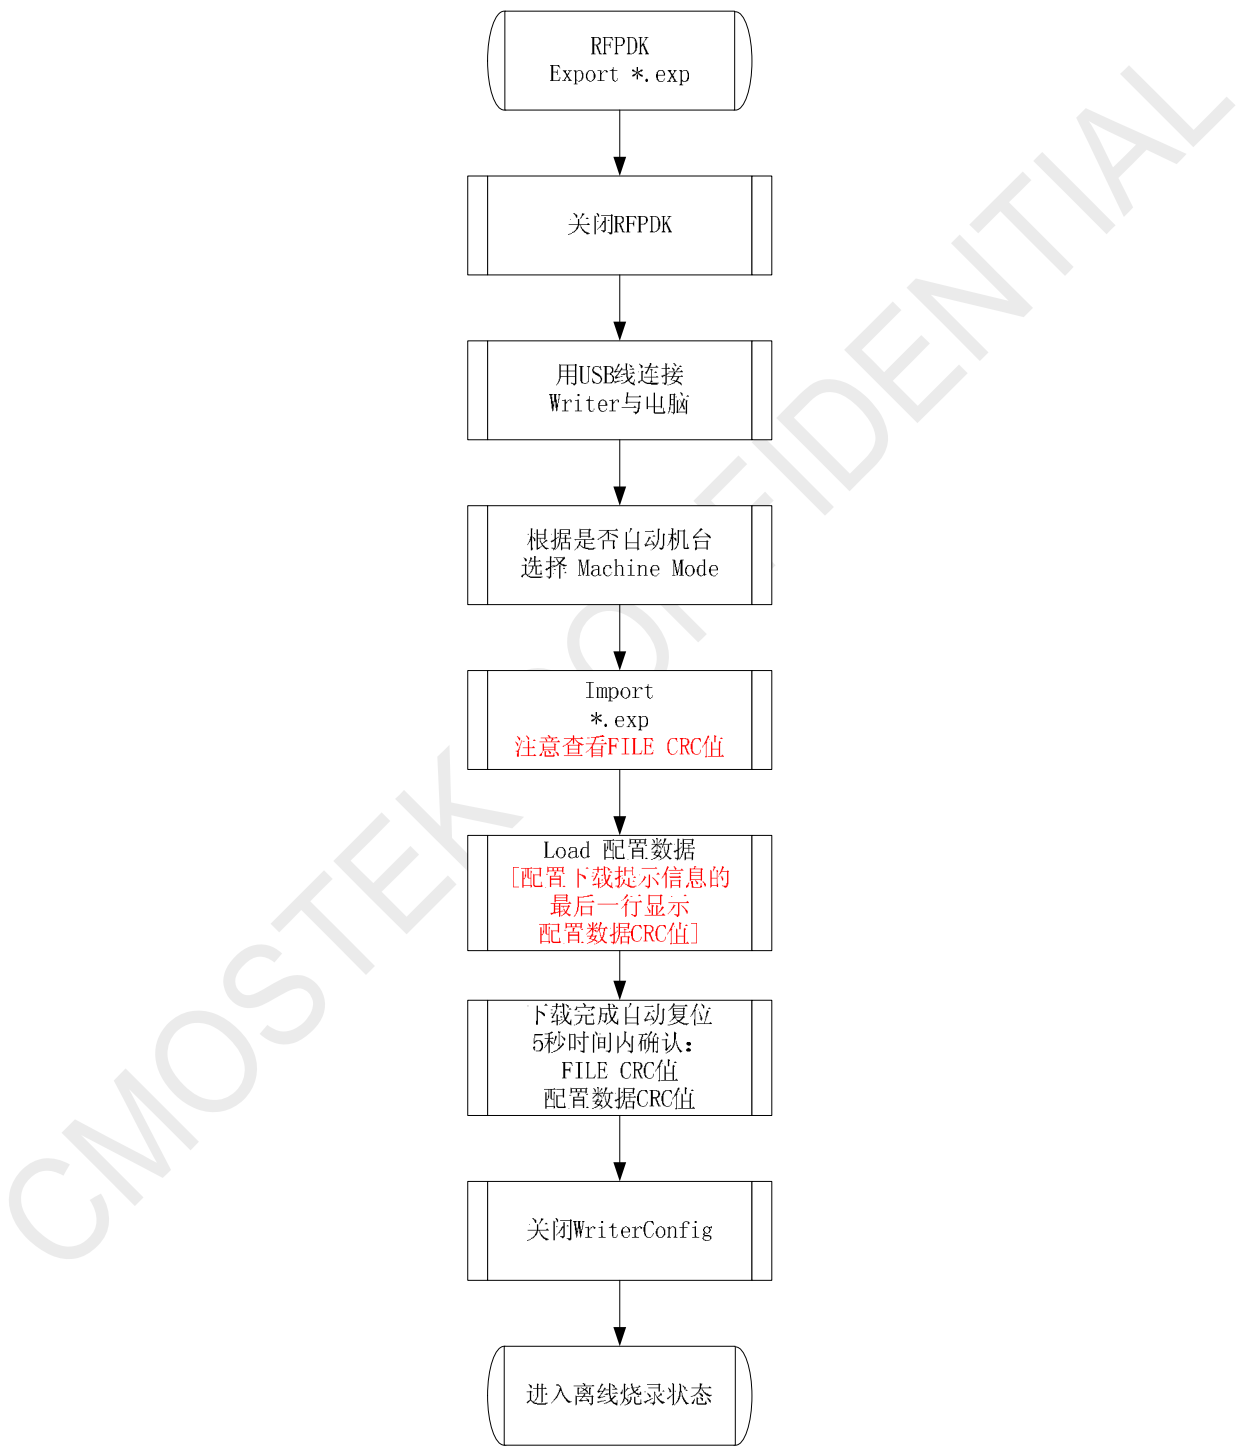 RFPDK
Export *.exp
关闭RFPDK
用USB线连接
Writer与电脑
根据是否自动机台
选择 Machine Mode
Import
*.exp
注意查看FILE CRC值
Load 配置数据
[配置下载提示信息的
最后一行显示
配置数据CRC值]
下载完成自动复位
5秒时间内确认：
FILE CRC值
配置数据CRC值
关闭WriterConfig
进入离线烧录状态
CMOSTEK CONFIDENTIAL